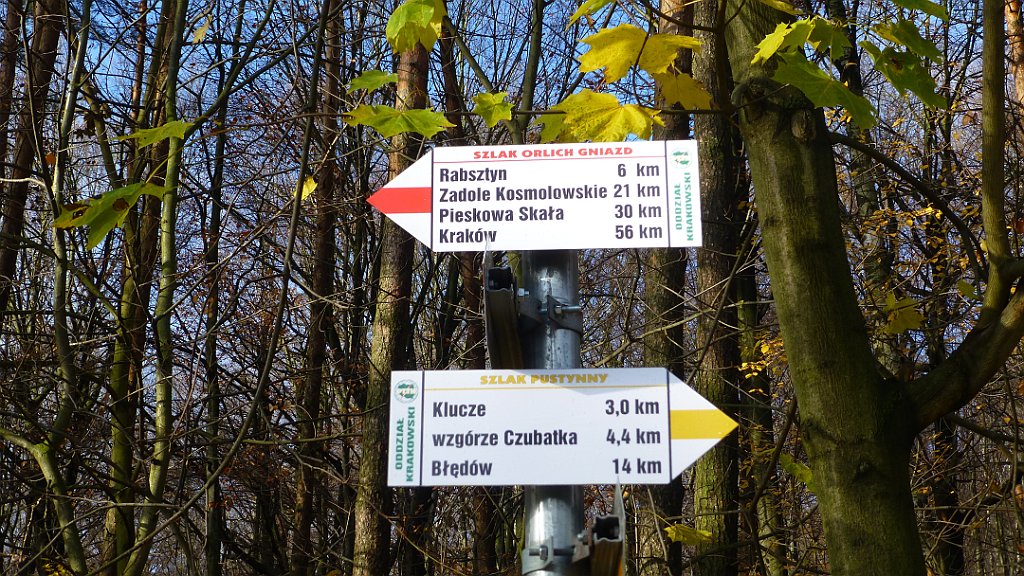 SZLAK ORLICH GNIAZD
Rabsztyn 6 km
Zadole Kosmolowskie 21 km
Pieskowa Skała 30 km
Kraków 56 km
ODDZIAŁ
KRAKOWSKI
SZLAK PUSTYNNY
Klucze 3,0 km
wzgórze Czubatka 4,4 km
Błędów 14 km
ODDZIAŁ
KRAKOWSKI